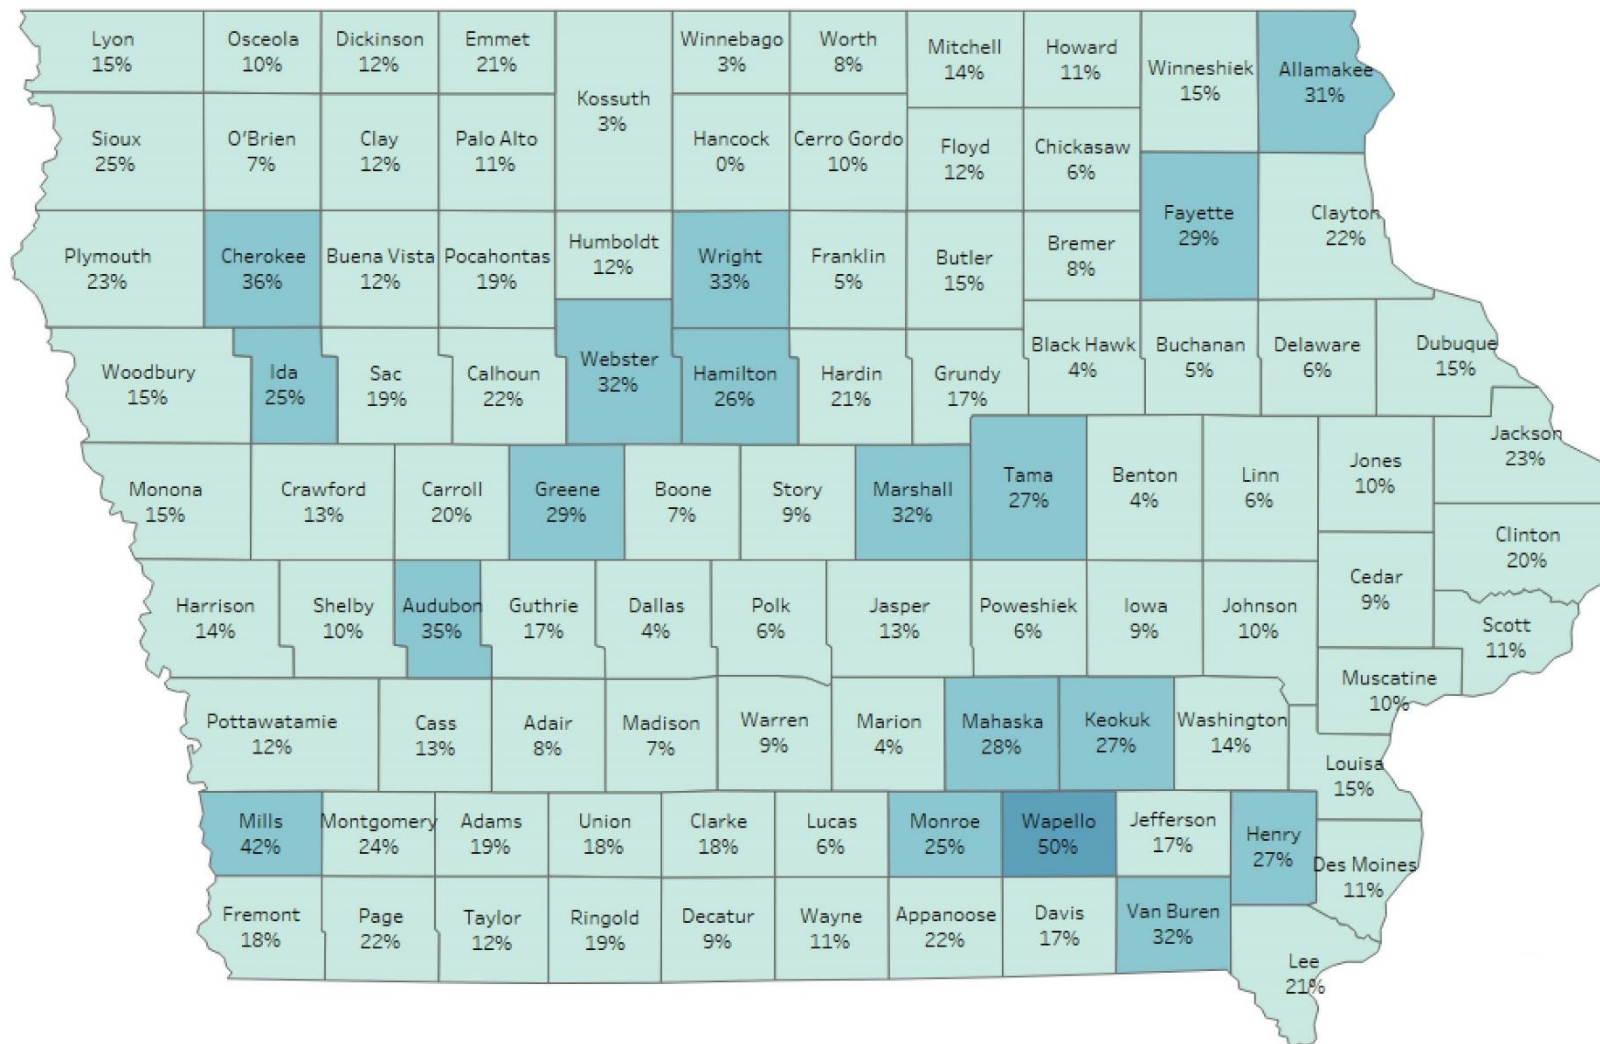 Lyon
15%
Osceola
10%
Dickinson
12%
Emmet
21%
Kossuth
3%
Winnebago
3%
Worth
8%
Mitchell
14%
Howard
11%
Winneshiek
15%
Allamakee
31%
Sioux
25%
O'Brien
7%
Clay
12%
Palo Alto
11%
Hancock
0%
Cerro Gordo
10%
Floyd
12%
Chickasaw
6%
Fayette
29%
Clayton
22%
Plymouth
23%
Cherokee
36%
Buena Vista
12%
Pocahontas
19%
Humboldt
12%
Wright
33%
Franklin
5%
Butler
15%
Bremer
8%
Woodbury
15%
Ida
25%
Sac
19%
Calhoun
22%
Webster
32%
Hamilton
26%
Hardin
21%
Grundy
17%
Black Hawk
4%
Buchanan
5%
Delaware
6%
Dubuque
15%
Monona
15%
Crawford
13%
Carroll
20%
Greene
29%
Boone
7%
Story
9%
Marshall
32%
Tama
27%
Benton
4%
Linn
6%
Jones
10%
Jackson
23%
Clinton
20%
Harrison
14%
Shelby
10%
Audubon
35%
Guthrie
17%
Dallas
4%
Polk
6%
Jasper
13%
Poweshiek
6%
Iowa
9%
Johnson
10%
Cedar
9%
Scott
11%
Muscatine
10%
Pottawatamie
12%
Cass
13%
Adair
8%
Madison
7%
Warren
9%
Marion
4%
Mahaska
28%
Keokuk
27%
Washington
14%
Louisa
15%
Mills
42%
Montgomery
24%
Adams
19%
Union
18%
Clarke
18%
Lucas
6%
Monroe
25%
Wapello
50%
Jefferson
17%
Henry
27%
Des Moines
11%
Fremont
18%
Page
22%
Taylor
12%
Ringold
19%
Decatur
9%
Wayne
11%
Appanoose
22%
Davis
17%
Van Buren
32%
Lee
21%